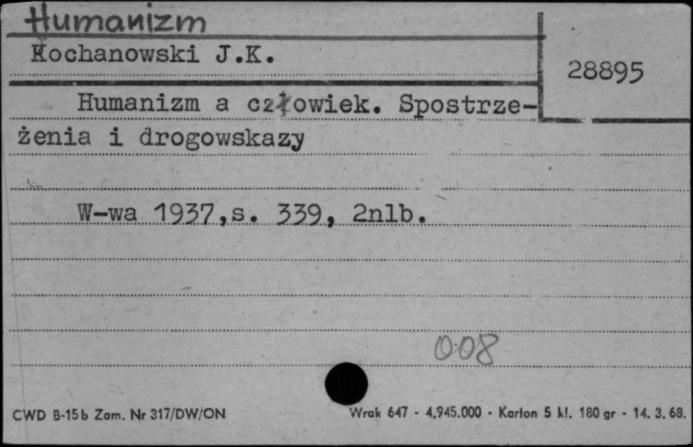 Humanizm
Kochanowski J.K.
28895
Humanizm a człowiek. Spostrze-
żenia i drogowskazy
W-wa 1937,s. 339, 2nlb.
008
CWD B-15b Zam. Nr 317/DW/ON
Wrak 647 - 4,945.000 - Karton 5 kl. 180 gr - 14. 3. 68.